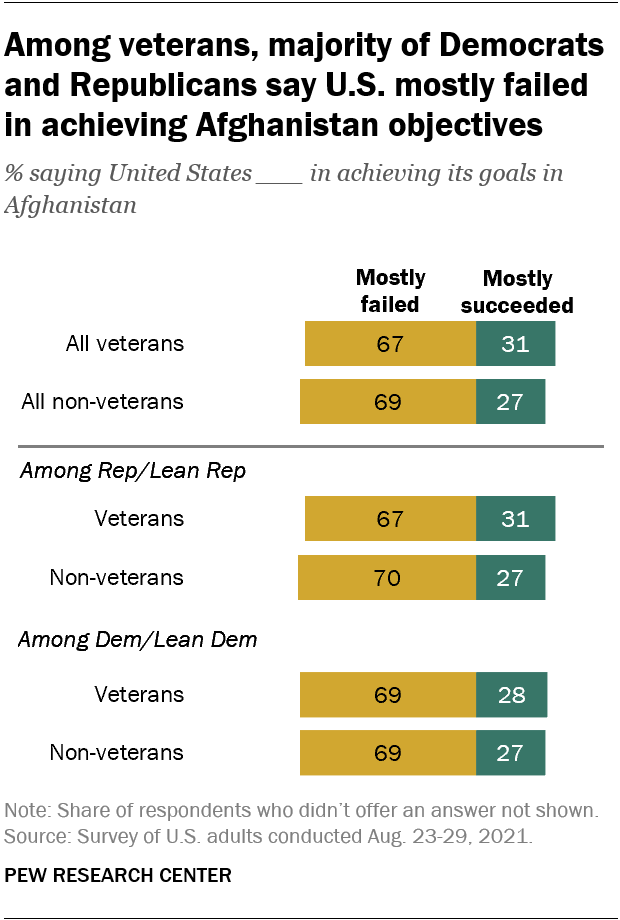 Among veterans, majority of Democrats
and Republicans say U.S. mostly failed
in achieving Afghanistan objectives
% saying United States ____ in achieving its goals in
Afghanistan
Mostly failed Mostly succeeded
All veterans 67 31
All non-veterans 69 27
Among Rep/Lean Rep
Veterans 67 31
Non-veterans 70 27
Among Dem/Lean Dem
Veterans 69 28
Non-veterans 69 27
Note: Share of respondents who didn’t offer an answer not shown.
Source: Survey of U.S. adults conducted Aug. 23-29, 2021.
PEW RESEARCH CENTER